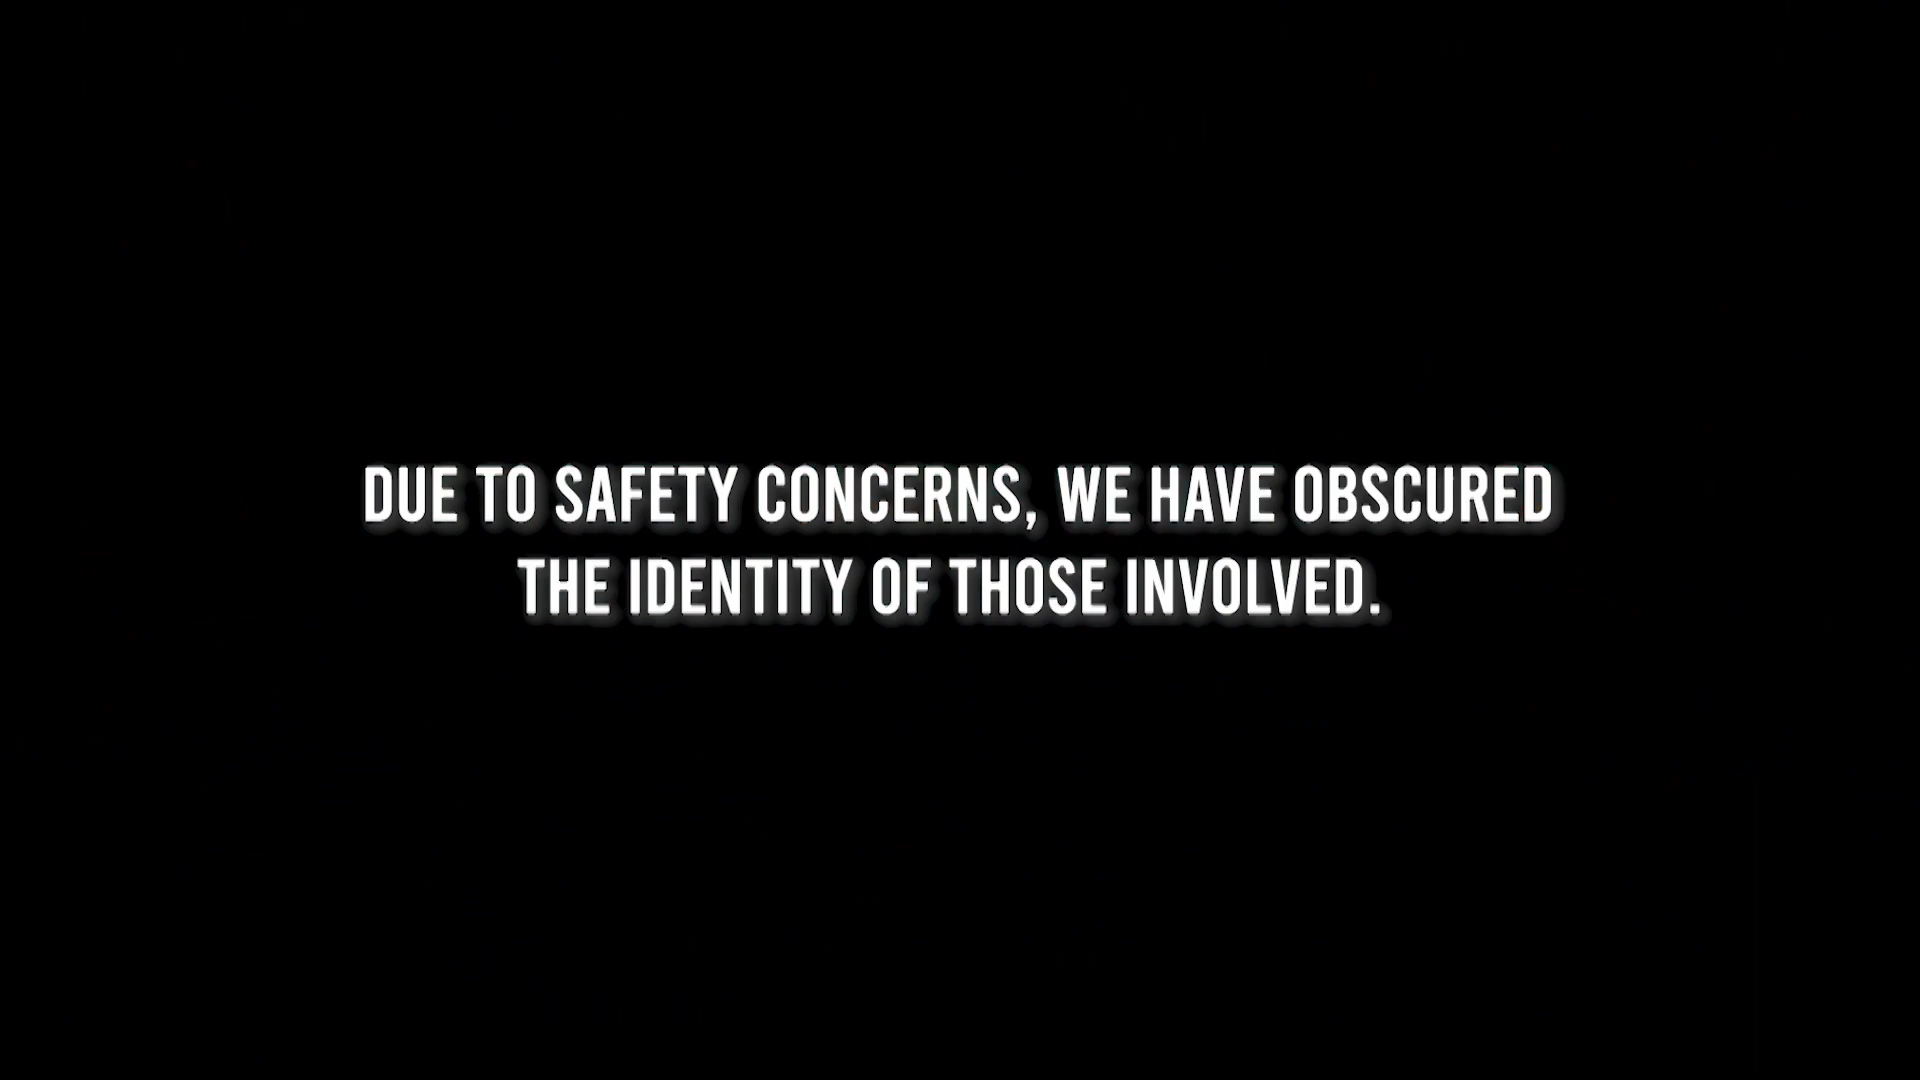 DUE TO SAFETY CONCERNS, WE HAVE OBSCURED
THE IDENTITY OF THOSE INVOLVED.